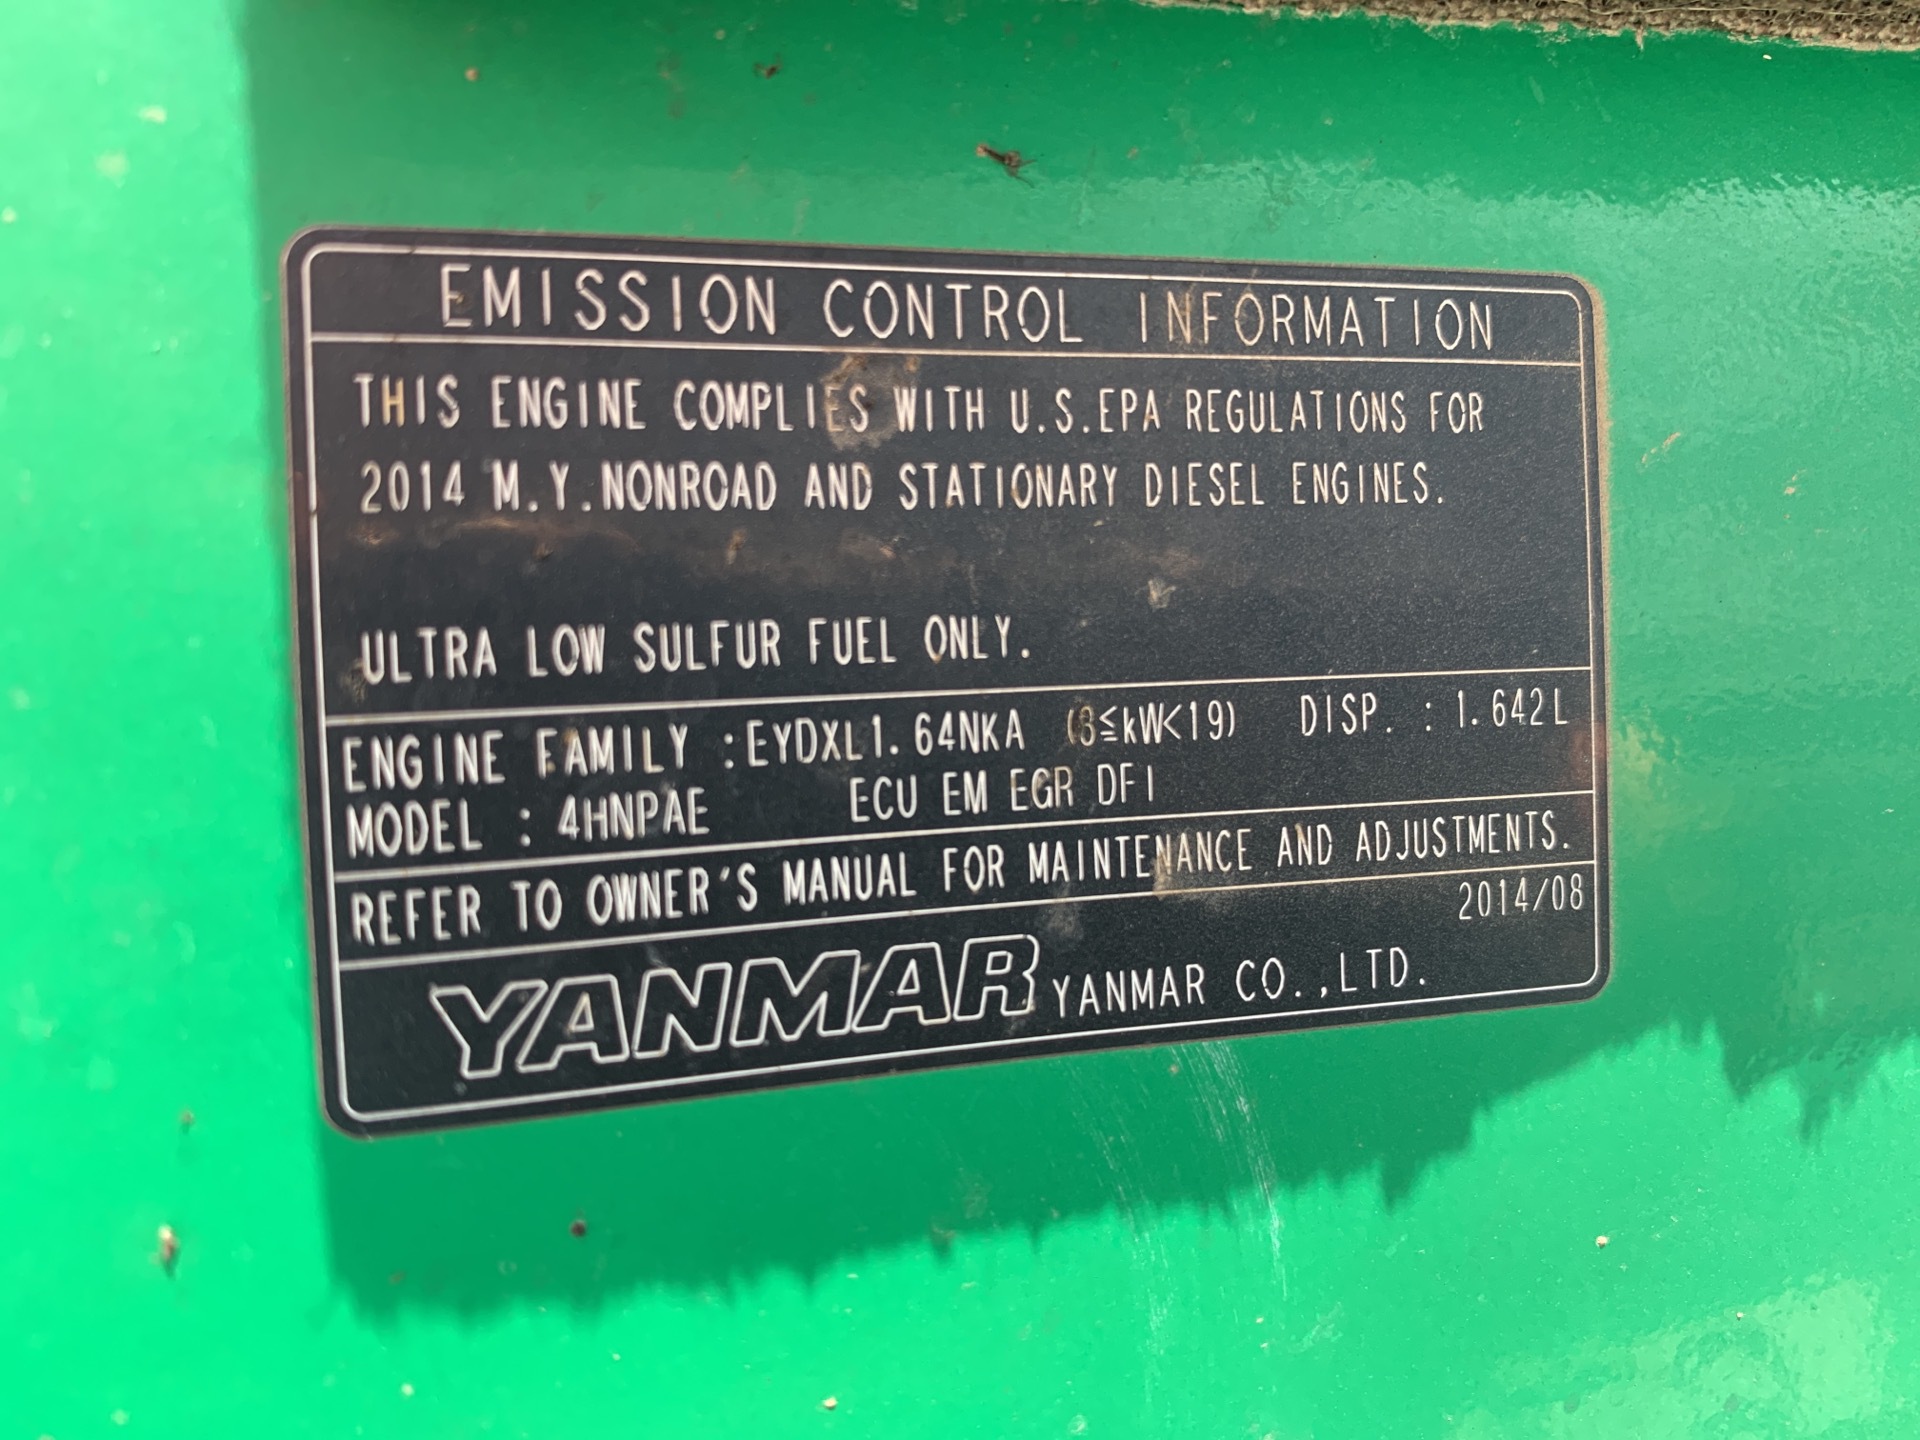 EMISSION CONTROL INFORMATION
THIS ENGINE COMPLIES WITH U.S.EPA REGULATIONS FOR
2014 M.Y.NONROAD AND STATIONARY DIESEL ENGINES.
ULTRA LOW SULFUR FUEL ONLY.
ENGINE FAMILY :EYDXL1.64NKA (8≦kW<19) DISP. : 1.642L
MODEL : 4HNPAE ECU EM EGR DFI
REFER TO OWNER'S MANUAL FOR MAINTENANCE AND ADJUSTMENTS.
2014/08
YANMAR YANMAR CO.,LTD.